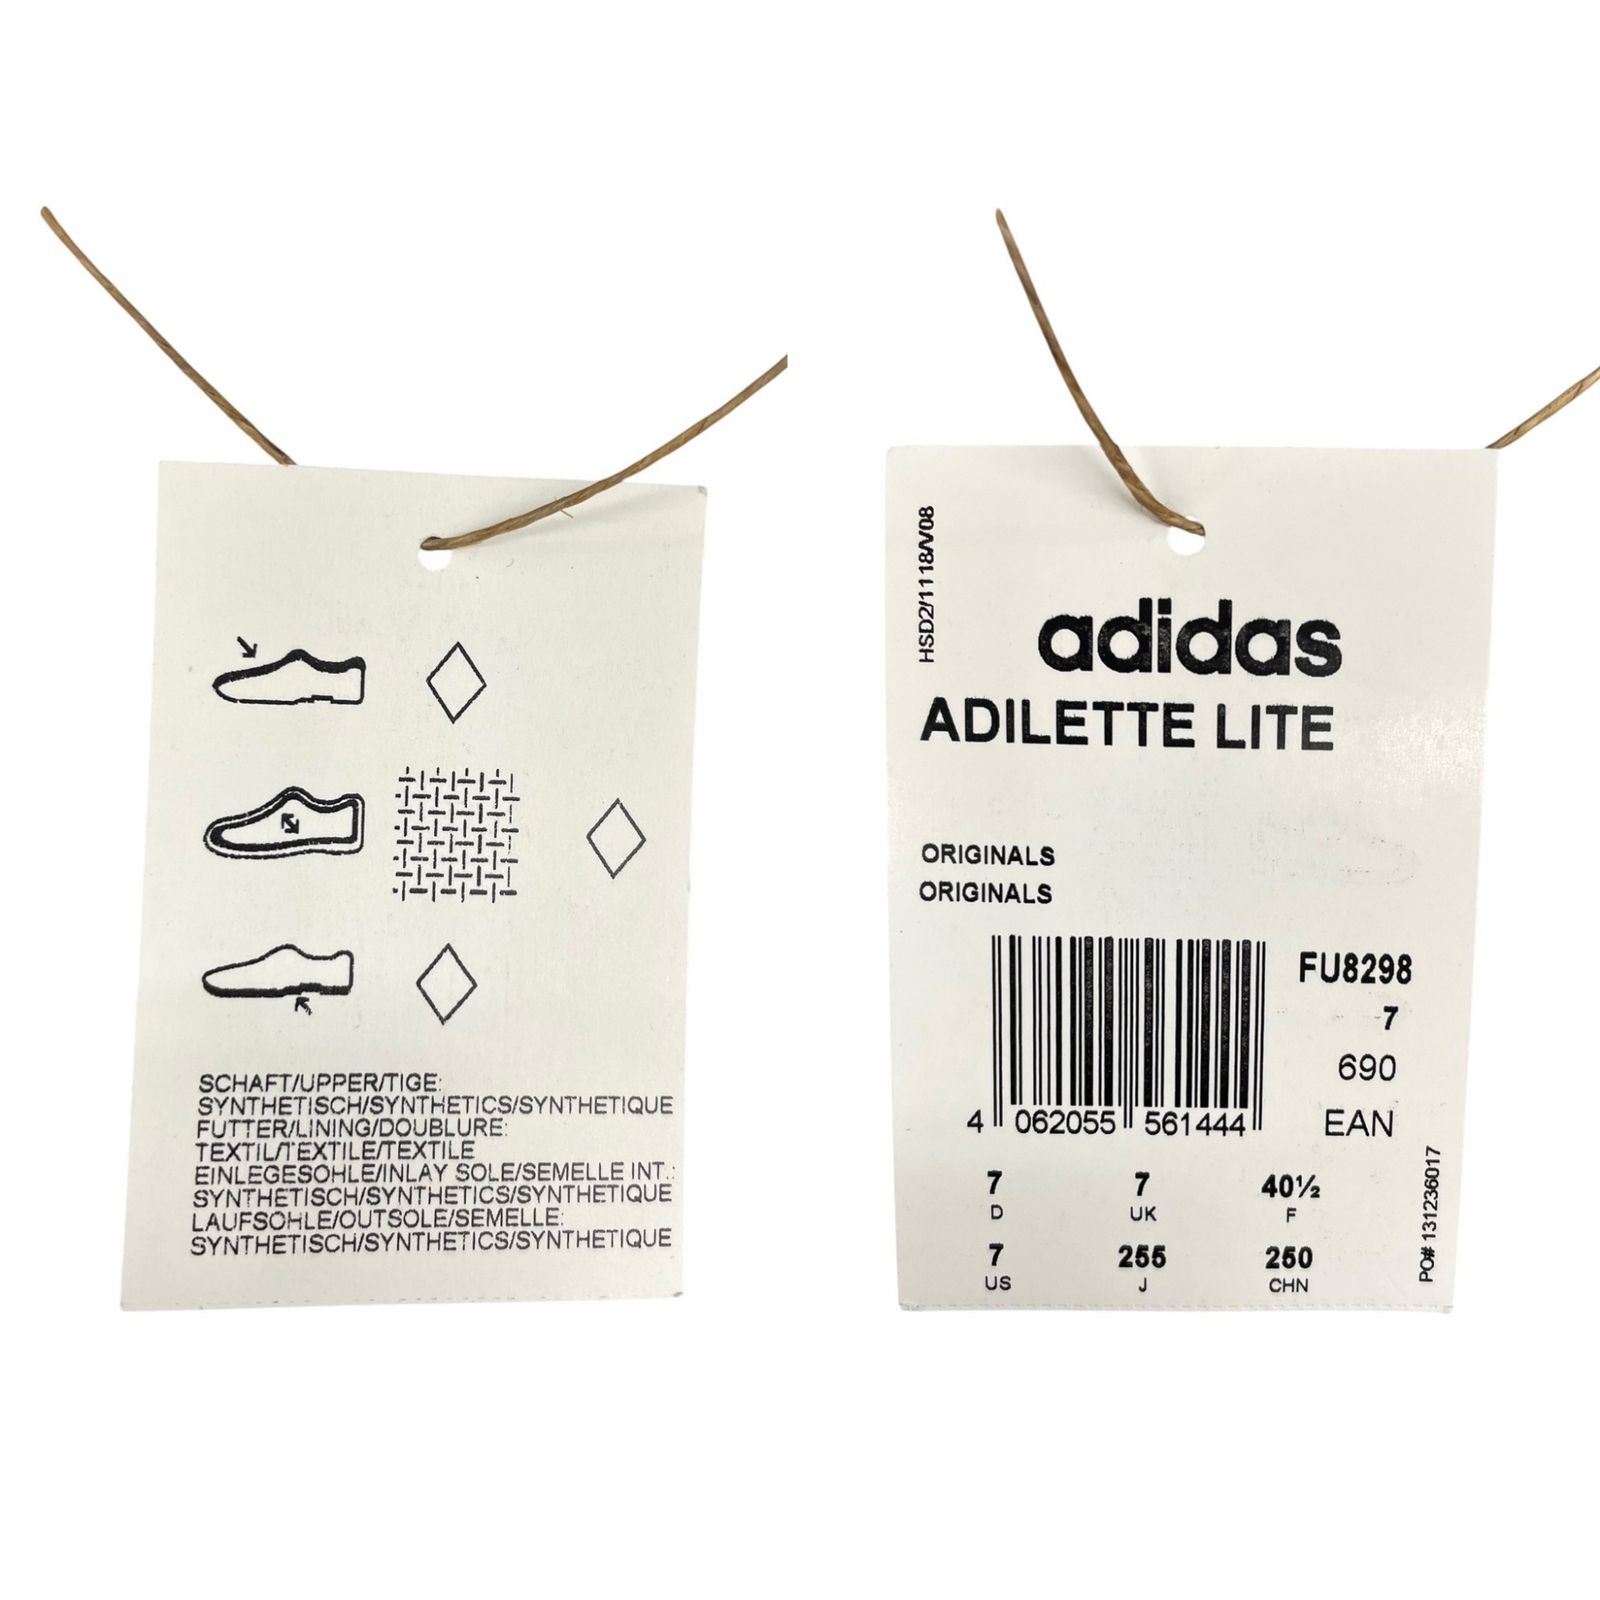 SCHAFT/UPPER/TIGE:
SYNTHETISCH/SYNTHETICS/SYNTHETIQUE
FUTTER/LINING/DOUBLURE:
TEXTIL/TEXTILE/TEXTILE
EINLEGESOHLE/INLAY SOLE/SEMELLE INT.:
SYNTHETISCH/SYNTHETICS/SYNTHETIQUE
LAUFSOHLE/OUTSOLE/SEMELLE:
SYNTHETISCH/SYNTHETICS/SYNTHETIQUE
HSD2/1118/V08
adidas
ADILETTE LITE
ORIGINALS
ORIGINALS
FU8298
7
690
EAN
4 062055 561444
7 7 40½
D UK F
7 255 250
US J CHN
PO# 131236017